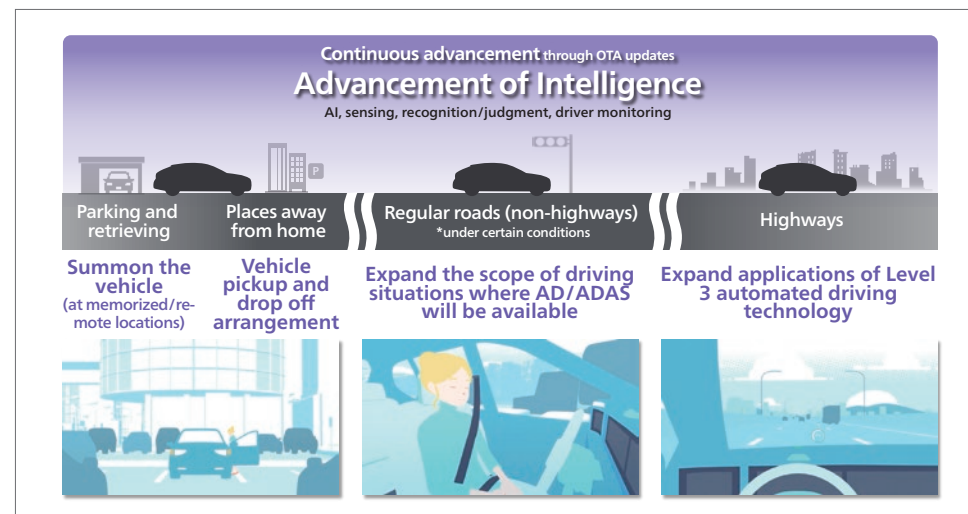 Continuous advancement through OTA updates
Advancement of Intelligence
AI, sensing, recognition/judgment, driver monitoring
P
Parking and
retrieving
Places away
from home
Regular roads (non-highways)
*under certain conditions
Highways
Summon the
vehicle
(at memorized/re-
mote locations)
Vehicle
pickup and
drop off
arrangement
Expand the scope of driving
situations where AD/ADAS
will be available
Expand applications of Level
3 automated driving
technology